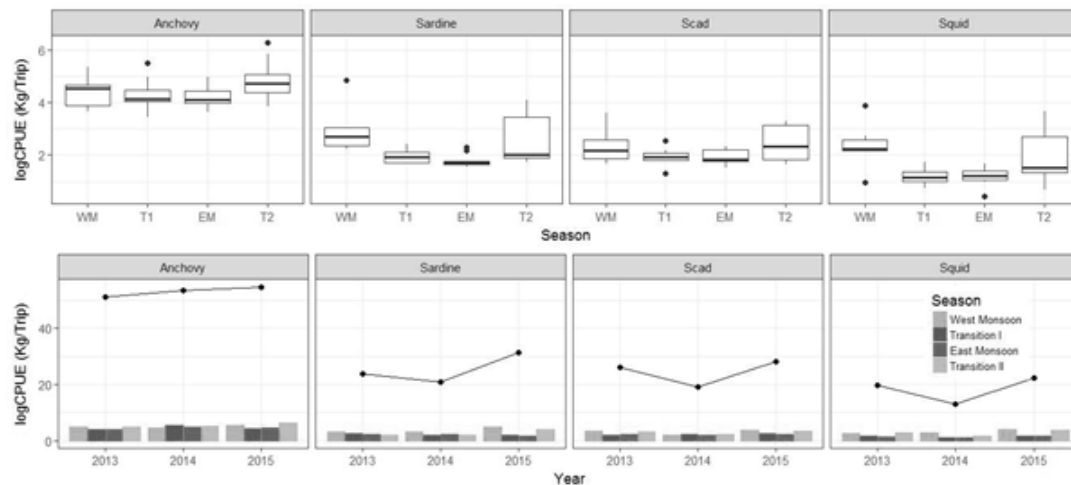 Anchovy Sardine Scad Squid
6
4
2
logCPUE (Kg/Trip)
WM T1 EM T2 WM T1 EM T2 WM T1 EM T2 WM T1 EM T2
Season
Anchovy Sardine Scad Squid
Season
West Monsoon
Transition I
East Monsoon
Transition II
40
20
0
logCPUE (Kg/Trip)
2013 2014 2015 2013 2014 2015 2013 2014 2015 2013 2014 2015
Year